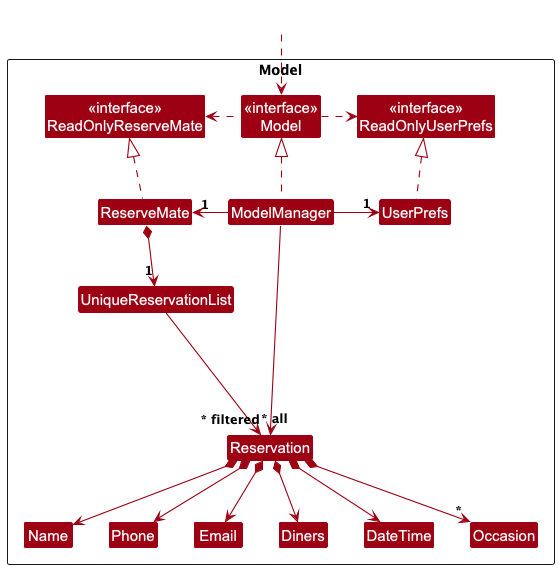 Model
«interface»
ReadOnlyReserveMate
«interface»
Model
«interface»
ReadOnlyUserPrefs
ReserveMate
1
ModelManager
1
UserPrefs
1
UniqueReservationList
* filtered
* all
Reservation
*
Name
Phone
Email
Diners
DateTime
Occasion